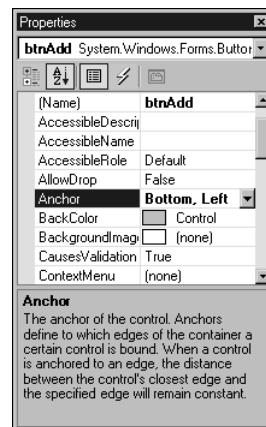 Properties
btnAdd System.Windows.Forms.Buttor
(Name) btnAdd
AccessibleDescrip
AccessibleName
AccessibleRole Default
AllowDrop False
Anchor Bottom, Left
BackColor Control
BackgroundImag (none)
CausesValidation True
ContextMenu (none)
Anchor
The anchor of the control. Anchors
define to which edges of the container a
certain control is bound. When a control
is anchored to an edge, the distance
between the control's closest edge and
the specified edge will remain constant.